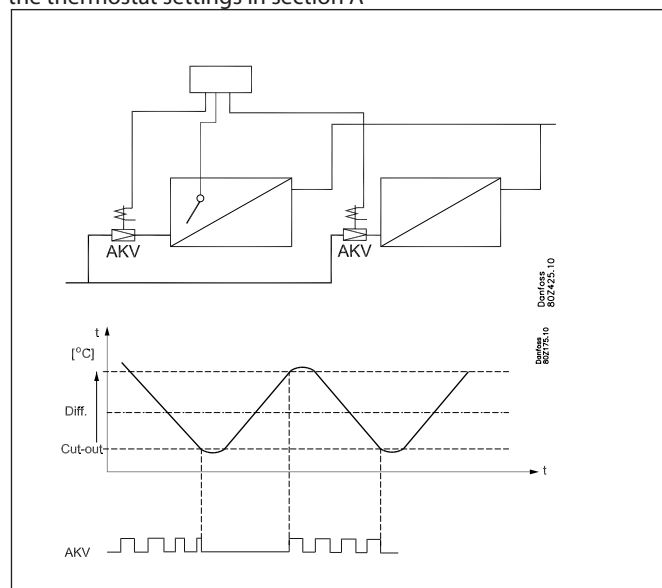 the thermostat settings in section A
AKV
AKV
Danfoss
80Z425.10
Danfoss
80Z175.10
t
[°C]
Diff.
Cut-out
t
AKV